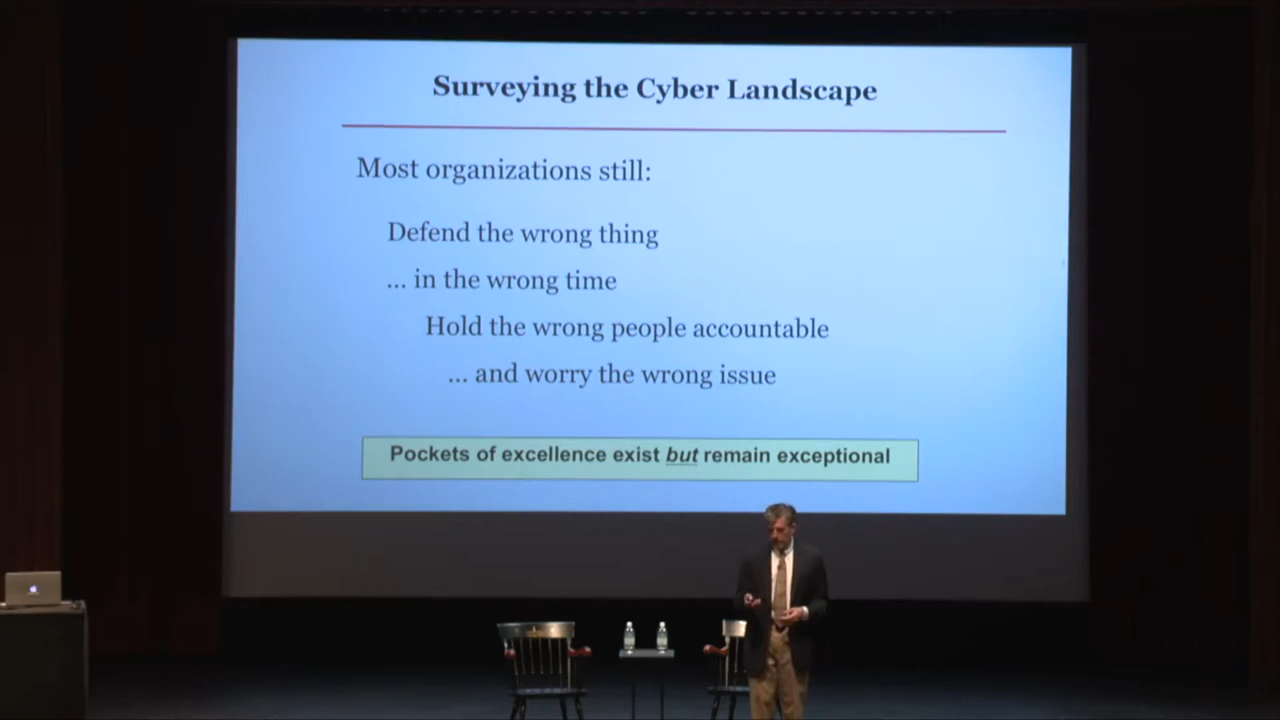 Surveying the Cyber Landscape
Most organizations still:
Defend the wrong thing
... in the wrong time
Hold the wrong people accountable
... and worry the wrong issue
Pockets of excellence exist but remain exceptional